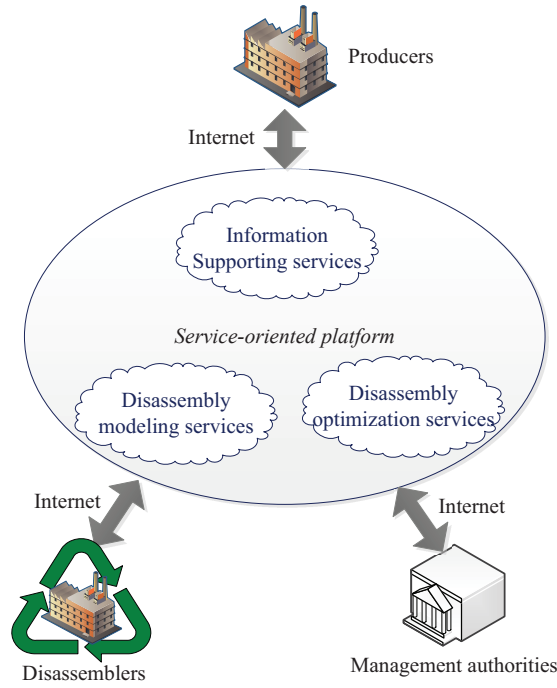 Producers
Internet
Information
Supporting services
Service-oriented platform
Disassembly
modeling services
Disassembly
optimization services
Internet
Internet
Disassemblers
Management authorities